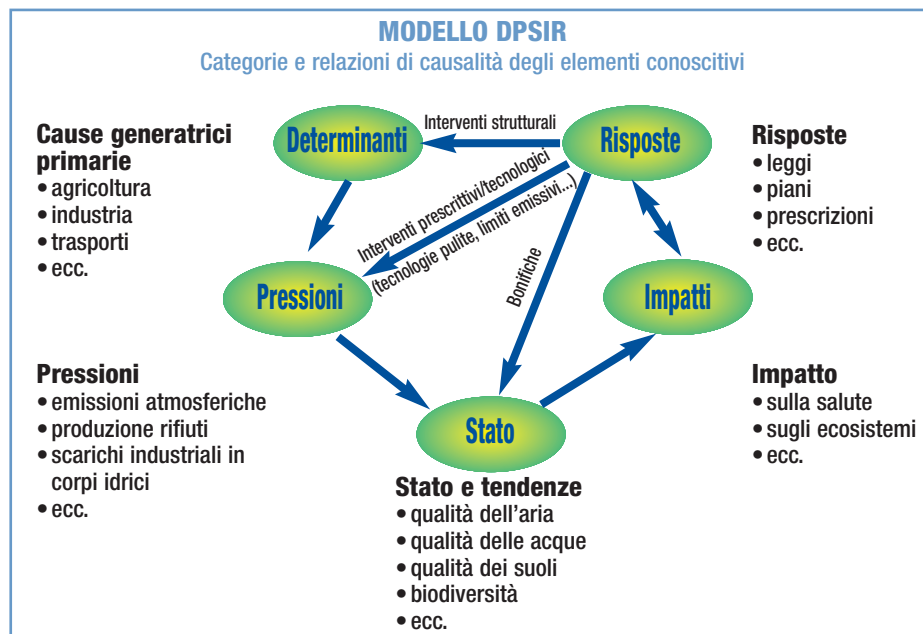 MODELLO DPSIR
Categorie e relazioni di causalità degli elementi conoscitivi
Cause generatrici
primarie
• agricoltura
• industria
• trasporti
• ecc.
Determinanti
Interventi strutturali
Risposte
Risposte
• leggi
• piani
• prescrizioni
• ecc.
Interventi prescrittivi/tecnologici
(tecnologie pulite, limiti emissivi...)
Bonifiche
Pressioni
Impatti
Pressioni
• emissioni atmosferiche
• produzione rifiuti
• scarichi industriali in
corpi idrici
• ecc.
Stato
Impatto
• sulla salute
• sugli ecosistemi
• ecc.
Stato e tendenze
• qualità dell'aria
• qualità delle acque
• qualità dei suoli
• biodiversità
• ecc.